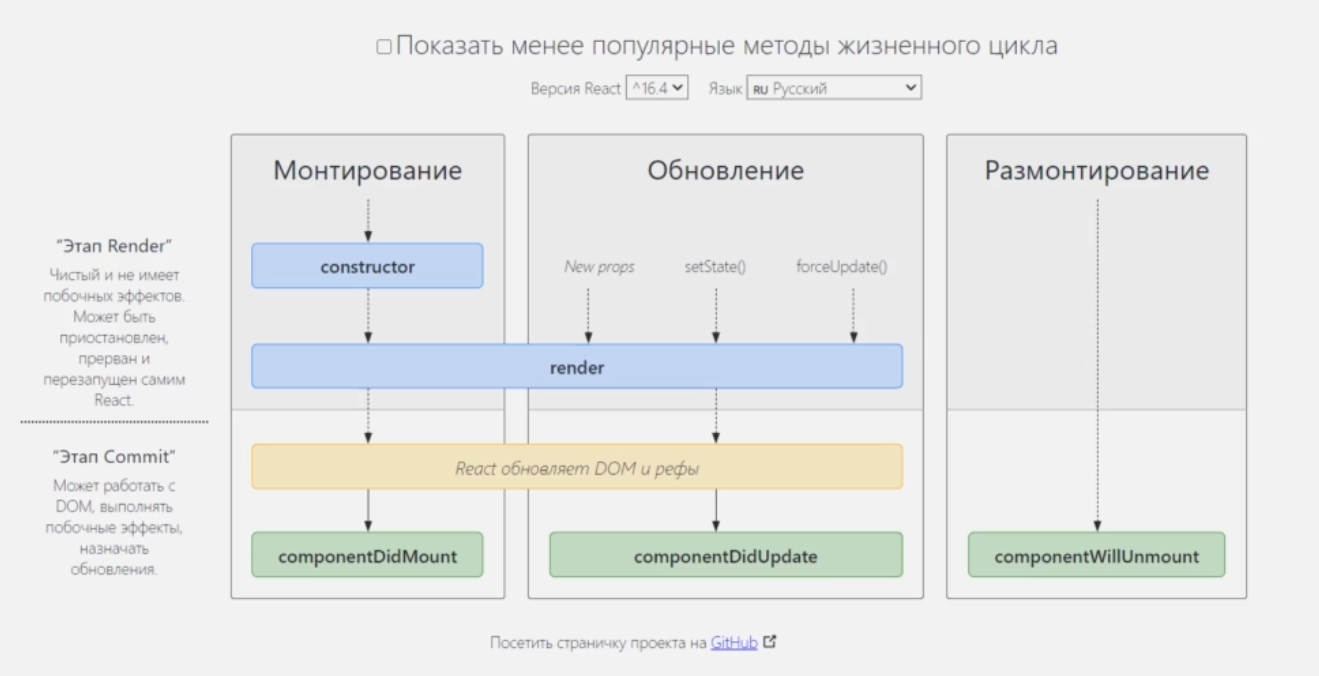 Показать менее популярные методы жизненного цикла
Версия React ^16.4 Язык RU Русский
Монтирование
Обновление
Размонтирование
“Этап Render”
Чистый и не имеет
побочных эффектов.
Может быть
приостановлен,
прерван и
перезапущен самим
React.
constructor
New props setState() forceUpdate()
render
“Этап Commit”
Может работать с
DOM, выполнять
побочные эффекты,
назначать
обновления.
React обновляет DOM и рефы
componentDidMount
componentDidUpdate
componentWillUnmount
Посетить страничку проекта на GitHub